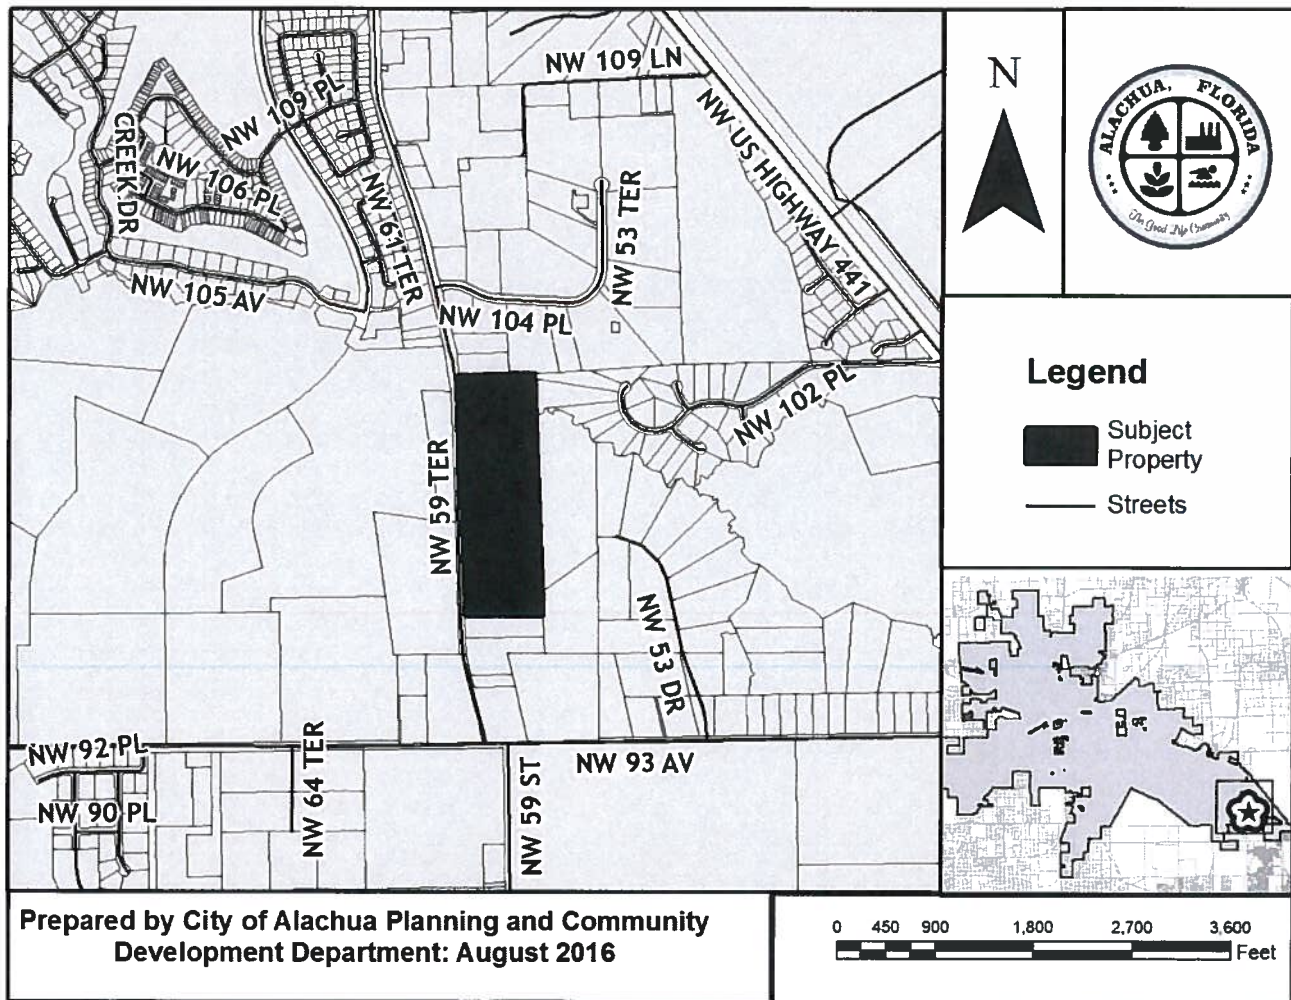 NW 109 LN
NW 109 PL
CREEK DR
NW 106 PL
NW 61 TER
NW 53 TER
NW US HIGHWAY 441
NW 105 AV
NW 104 PL
NW 102 PL
NW 59 TER
NW 53 DR
NW 92 PL
NW 64 TER
NW 93 AV
NW 59 ST
NW 90 PL
N
ALACHUA, FLORIDA
The Good Life Community
Legend
Subject
Property
Streets
Prepared by City of Alachua Planning and Community
Development Department: August 2016
0 450 900 1,800 2,700 3,600
Feet